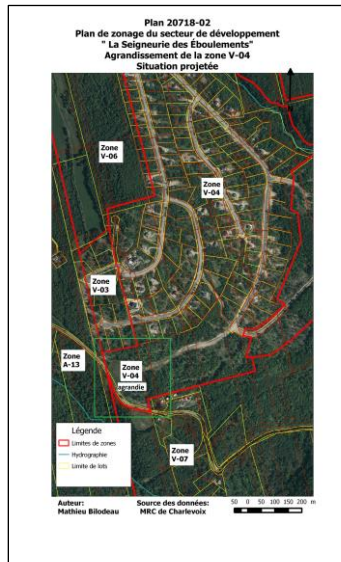 Plan 20718-02
Plan de zonage du secteur de développement
" La Seigneurie des Éboulements"
Agrandissement de la zone V-04
Situation projetée
Zone
V-06
Zone
V-04
Zone
V-03
Zone
A-13
Zone
V-04
agrandie
Zone
V-07
Légende
Limites de zones
Hydrographie
Limite de lots
Auteur:
Mathieu Bilodeau
Source des données:
MRC de Charlevoix
50 0 50 100 150 200 m